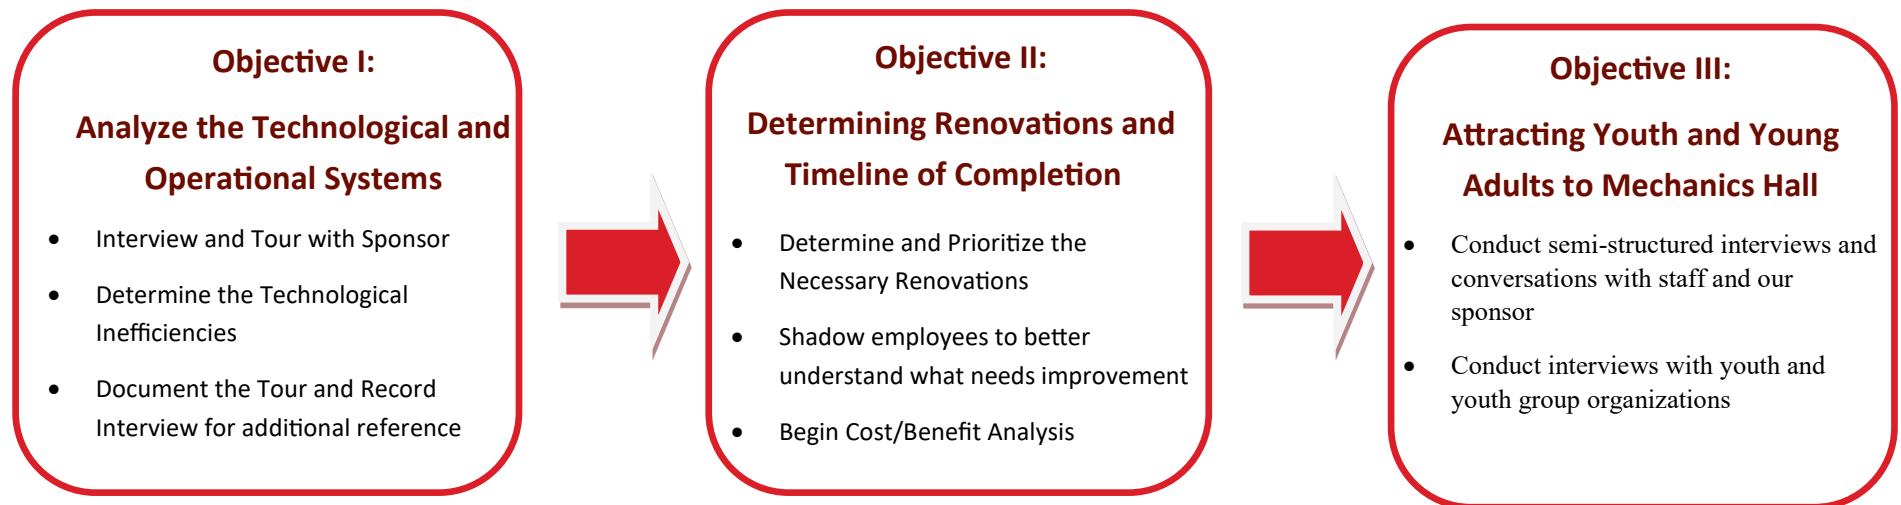 Objective I:
Analyze the Technological and
Operational Systems
• Interview and Tour with Sponsor
• Determine the Technological
Inefficiencies
• Document the Tour and Record
Interview for additional reference
Objective II:
Determining Renovations and
Timeline of Completion
• Determine and Prioritize the
Necessary Renovations
• Shadow employees to better
understand what needs improvement
• Begin Cost/Benefit Analysis
Objective III:
Attracting Youth and Young
Adults to Mechanics Hall
• Conduct semi-structured interviews and
conversations with staff and our
sponsor
• Conduct interviews with youth and
youth group organizations